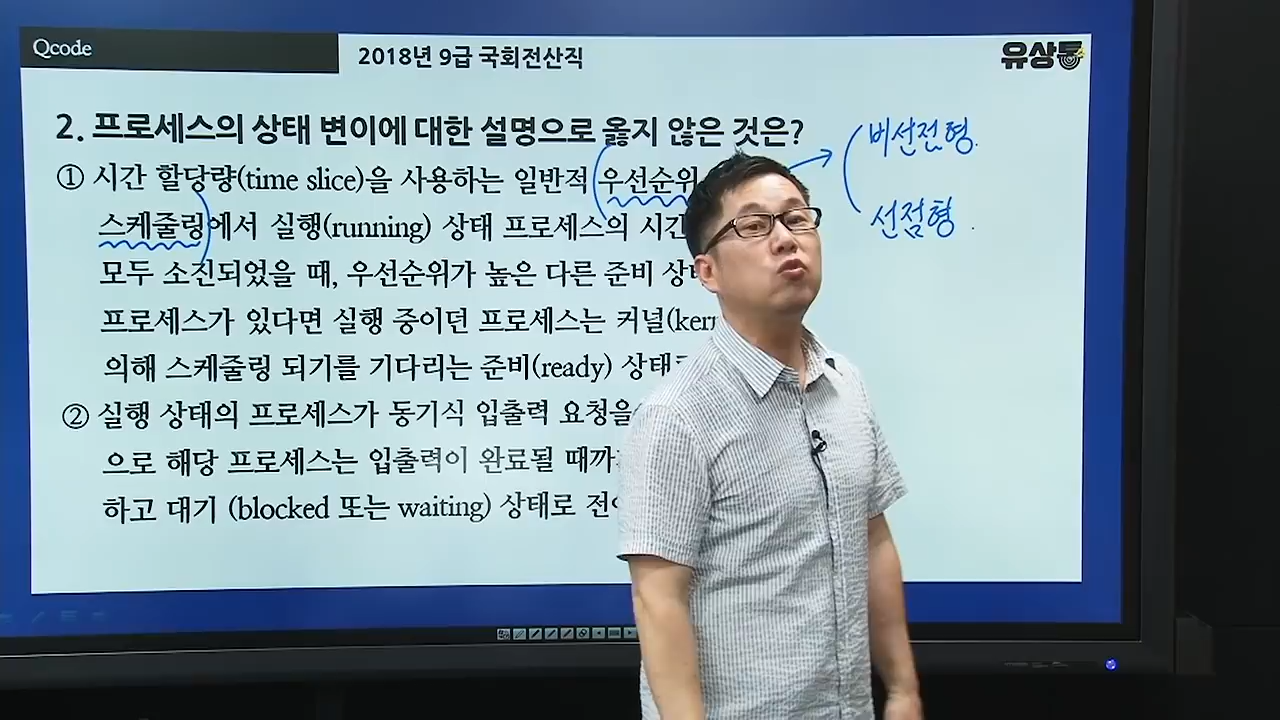 Qcode
2018년 9급 국회전산직
유상통
2. 프로세스의 상태 변이에 대한 설명으로 옳지 않은 것은?
① 시간 할당량(time slice)을 사용하는 일반적 우선순위
스케줄링에서 실행(running) 상태 프로세스의 시간
모두 소진되었을 때, 우선순위가 높은 다른 준비
프로세스가 있다면 실행 중이던 프로세스는 커널
의해 스케줄링 되기를 기다리는 준비(ready)
② 실행 상태의 프로세스가 동기식 입출력 요청을
으로 해당 프로세스는 입출력이 완료될
하고 대기 (blocked 또는 waiting) 상태로
비선전형.
선점형.